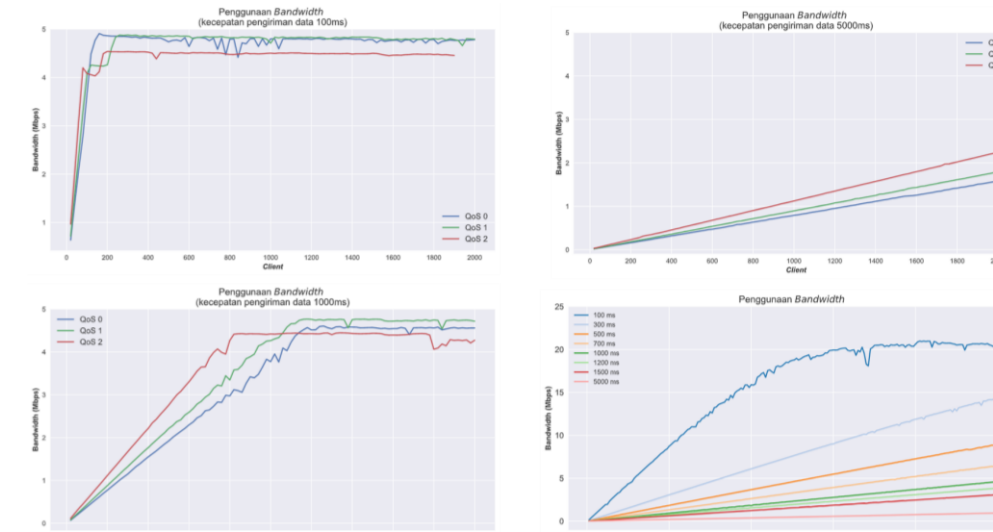 Penggunaan Bandwidth
(kecepatan pengiriman data 100ms)
5
4
3
2
1
Bandwidth (Mbps)
QoS 0
QoS 1
QoS 2
0 200 400 600 800 1000 1200 1400 1600 1800 2000
Client
Penggunaan Bandwidth
(kecepatan pengiriman data 5000ms)
5
4
3
2
1
0
Bandwidth (Mbps)
0 200 400 600 800 1000 1200 1400 1600 1800
Client
Penggunaan Bandwidth
(kecepatan pengiriman data 1000ms)
5
4
3
2
1
0
Bandwidth (Mbps)
QoS 0
QoS 1
QoS 2
Penggunaan Bandwidth
25
20
15
10
5
0
Bandwidth (Mbps)
100 ms
300 ms
500 ms
700 ms
1000 ms
1200 ms
1500 ms
5000 ms